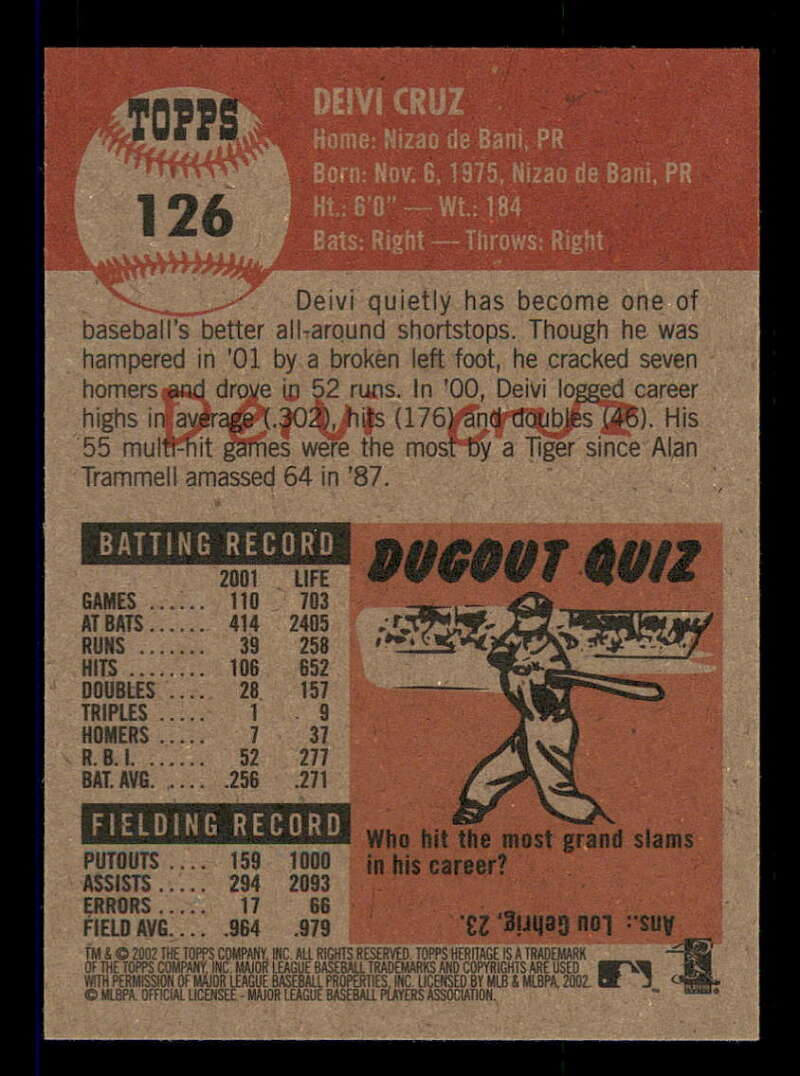 TOPPS
126
DEIVI CRUZ
Home: Nizao de Bani, PR
Born: Nov. 6, 1975, Nizao de Bani, PR
Ht.: 6'0" — Wt.: 184
Bats: Right — Throws: Right
Deivi quietly has become one of
baseball's better all-around shortstops. Though he was
hampered in '01 by a broken left foot, he cracked seven
homers and drove in 52 runs. In '00, Deivi logged career
highs in average (.302), hits (176) and doubles (46). His
55 multi-hit games were the most by a Tiger since Alan
Trammell amassed 64 in '87.
Deivi Cruz
BATTING RECORD
2001 LIFE
GAMES ...... 110 703
AT BATS ...... 414 2405
RUNS ....... 39 258
HITS ........ 106 652
DOUBLES ..... 28 157
TRIPLES ..... 1 9
HOMERS ..... 7 37
R.B.I. ...... 52 277
BAT. AVG. ..... .256 .271
FIELDING RECORD
PUTOUTS .... 159 1000
ASSISTS ..... 294 2093
ERRORS ..... 17 66
FIELD AVG. ... .964 .979
DUGOUT QUIZ
Who hit the most grand slams
in his career?
Ans.: Lou Gehrig, 23.
TM & © 2002 THE TOPPS COMPANY, INC. ALL RIGHTS RESERVED. TOPPS HERITAGE IS A TRADEMARK
OF THE TOPPS COMPANY, INC. MAJOR LEAGUE BASEBALL TRADEMARKS AND COPYRIGHTS ARE USED
WITH PERMISSION OF MAJOR LEAGUE BASEBALL PROPERTIES, INC. LICENSED BY MLB & MLBPA, 2002.
© MLBPA. OFFICIAL LICENSEE - MAJOR LEAGUE BASEBALL PLAYERS ASSOCIATION.